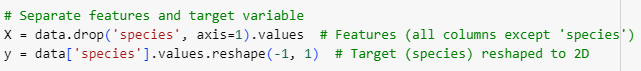 # Separate features and target variable
X = data.drop('species', axis=1).values  # Features (all columns except 'species')
y = data['species'].values.reshape(-1, 1)  # Target (species) reshaped to 2D